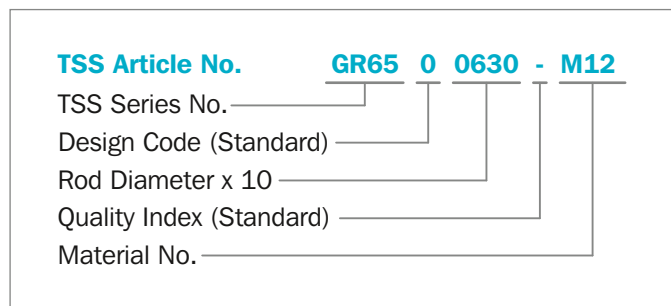 TSS Article No. GR65 0 0630 - M12
TSS Series No.
Design Code (Standard)
Rod Diameter x 10
Quality Index (Standard)
Material No.